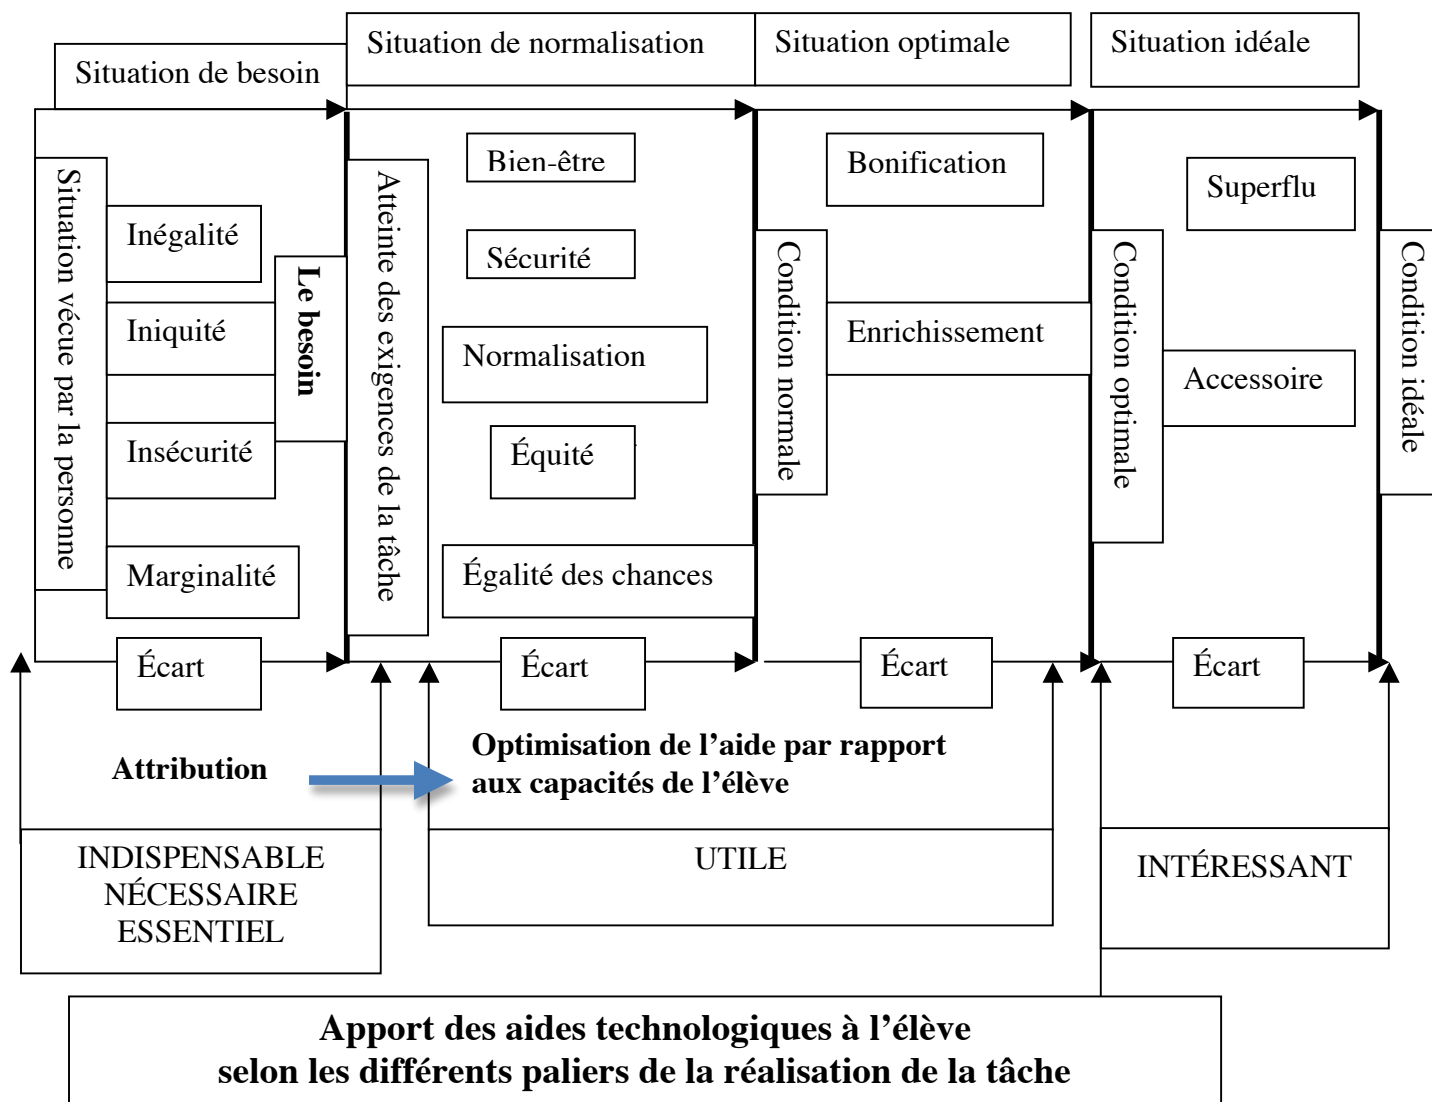 Situation de besoin
Situation de normalisation
Situation optimale
Situation idéale
Situation vécue par la personne
Inégalité
Iniquité
Insécurité
Marginalité
Le besoin
Atteinte des exigences de la tâche
Bien-être
Sécurité
Normalisation
Équité
Égalité des chances
Condition normale
Bonification
Enrichissement
Condition optimale
Superflu
Accessoire
Condition idéale
Écart
Écart
Écart
Écart
Attribution
Optimisation de l’aide par rapport
aux capacités de l’élève
INDISPENSABLE
NÉCESSAIRE
ESSENTIEL
UTILE
INTÉRESSANT
Apport des aides technologiques à l’élève
selon les différents paliers de la réalisation de la tâche